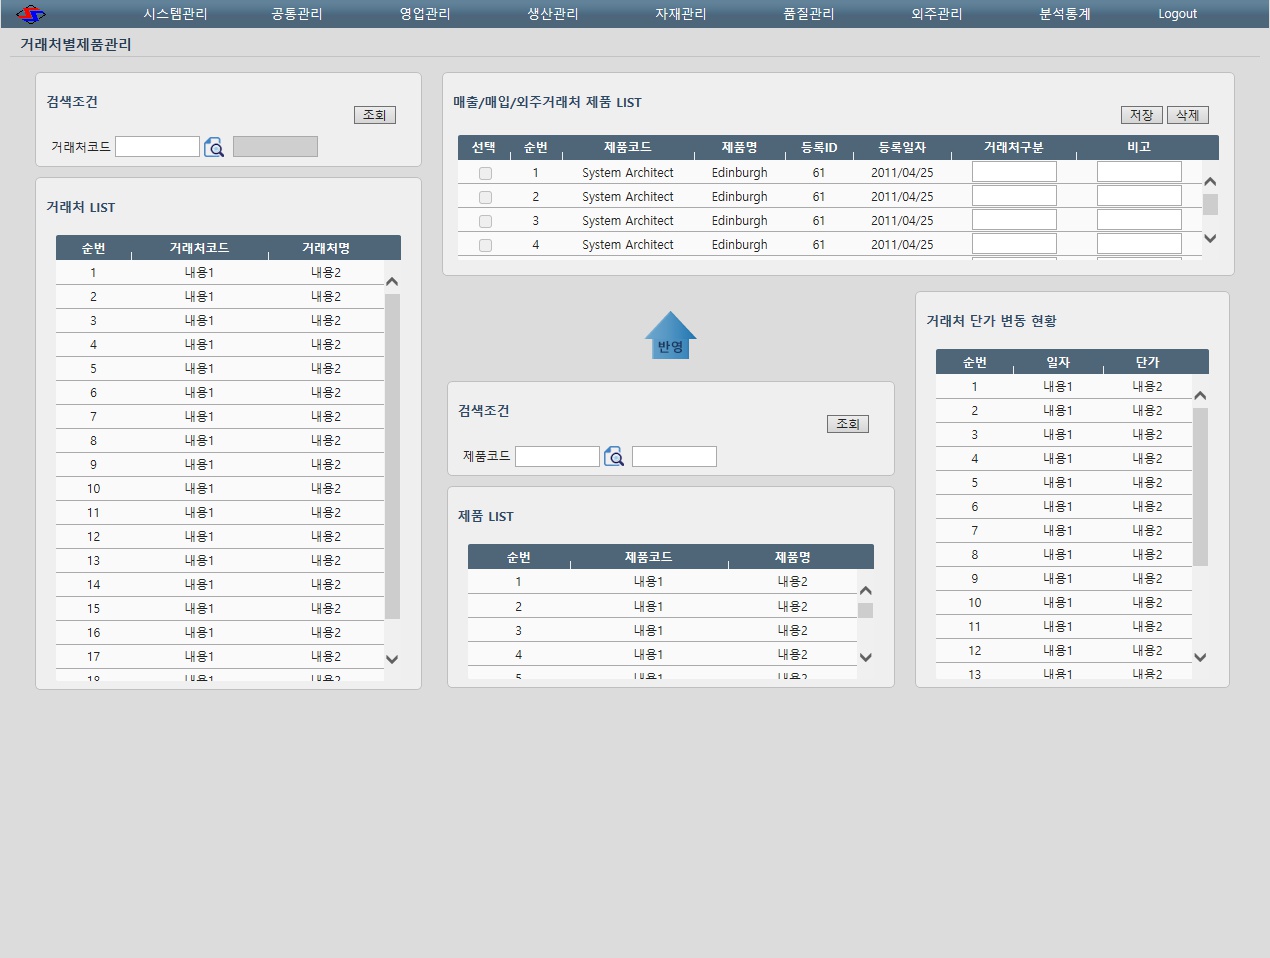 시스템관리 공통관리 영업관리 생산관리 자재관리 품질관리 외주관리 분석통계 Logout
거래처별제품관리
검색조건
조회
거래처코드
거래처 LIST
순번 거래처코드 거래처명
1 내용1 내용2
2 내용1 내용2
3 내용1 내용2
4 내용1 내용2
5 내용1 내용2
6 내용1 내용2
7 내용1 내용2
8 내용1 내용2
9 내용1 내용2
10 내용1 내용2
11 내용1 내용2
12 내용1 내용2
13 내용1 내용2
14 내용1 내용2
15 내용1 내용2
16 내용1 내용2
17 내용1 내용2
18 내용1 내용2
매출/매입/외주거래처 제품 LIST
저장 삭제
선택 순번 제품코드 제품명 등록ID 등록일자 거래처구분 비고
1 System Architect Edinburgh 61 2011/04/25
2 System Architect Edinburgh 61 2011/04/25
3 System Architect Edinburgh 61 2011/04/25
4 System Architect Edinburgh 61 2011/04/25
반영
검색조건
조회
제품코드
제품 LIST
순번 제품코드 제품명
1 내용1 내용2
2 내용1 내용2
3 내용1 내용2
4 내용1 내용2
5 내용1 내용2
거래처 단가 변동 현황
순번 일자 단가
1 내용1 내용2
2 내용1 내용2
3 내용1 내용2
4 내용1 내용2
5 내용1 내용2
6 내용1 내용2
7 내용1 내용2
8 내용1 내용2
9 내용1 내용2
10 내용1 내용2
11 내용1 내용2
12 내용1 내용2
13 내용1 내용2